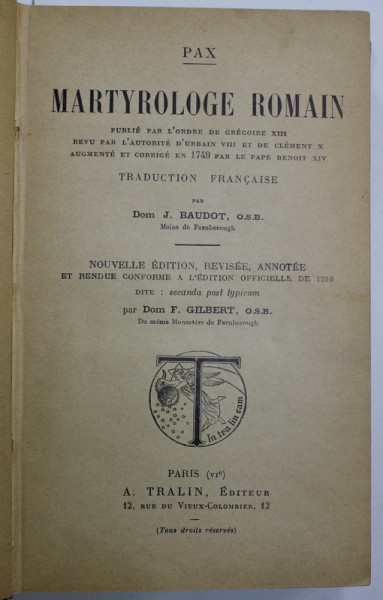 PAX
MARTYROLOGE ROMAIN
PUBLIÉ PAR L'ORDRE DE GRÉGOIRE XIII
REVU PAR L'AUTORITÉ D'URBAIN VIII ET DE CLÉMENT X
AUGMENTÉ ET CORRIGÉ EN 1749 PAR LE PAPE BENOIT XIV
TRADUCTION FRANÇAISE
PAR
Dom J. BAUDOT, O.S.B.
Moine de Farnborough
NOUVELLE ÉDITION, REVISÉE, ANNOTÉE
ET RENDUE CONFORME A L'ÉDITION OFFICIELLE DE
DITE : secunda post typicam
par Dom F. GILBERT, O.S.B.
Du même Monastère de Farnborough
T
In tra lin eam
PARIS (VIe)
A. TRALIN, ÉDITEUR
12, RUE DU VIEUX-COLOMBIER, 12
(Tous droits réservés)